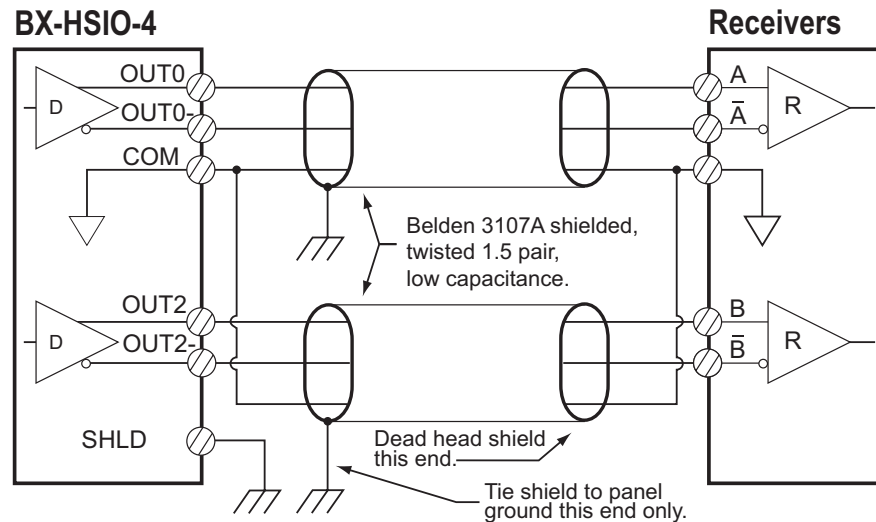 BX-HSIO-4
Receivers
OUT0
D
OUT0-
COM
A
A̅
R
Belden 3107A shielded,
twisted 1.5 pair,
low capacitance.
OUT2
D
OUT2-
B
B̅
R
SHLD
Dead head shield
this end.
Tie shield to panel
ground this end only.